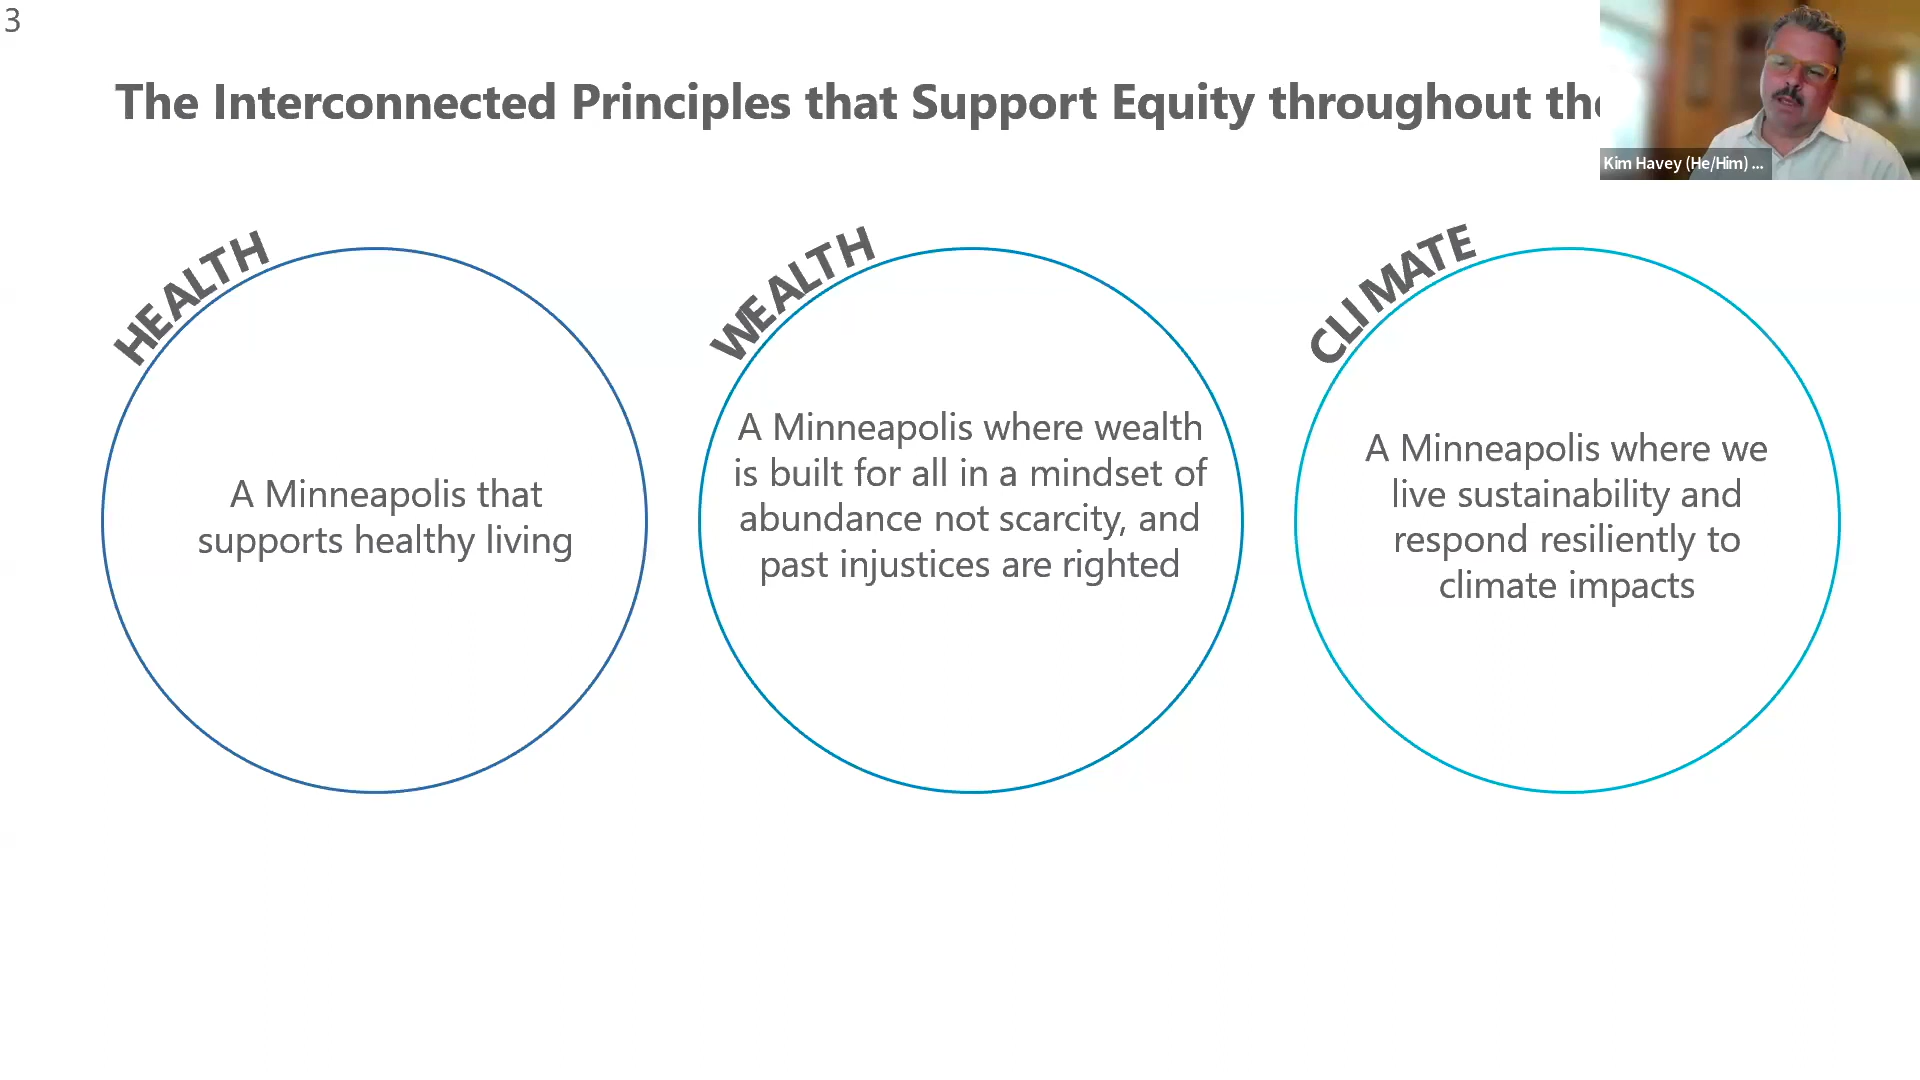 3
The Interconnected Principles that Support Equity throughout the
Kim Havey (He/Him) ...
HEALTH
A Minneapolis that
supports healthy living
WEALTH
A Minneapolis where wealth
is built for all in a mindset of
abundance not scarcity, and
past injustices are righted
CLIMATE
A Minneapolis where we
live sustainability and
respond resiliently to
climate impacts